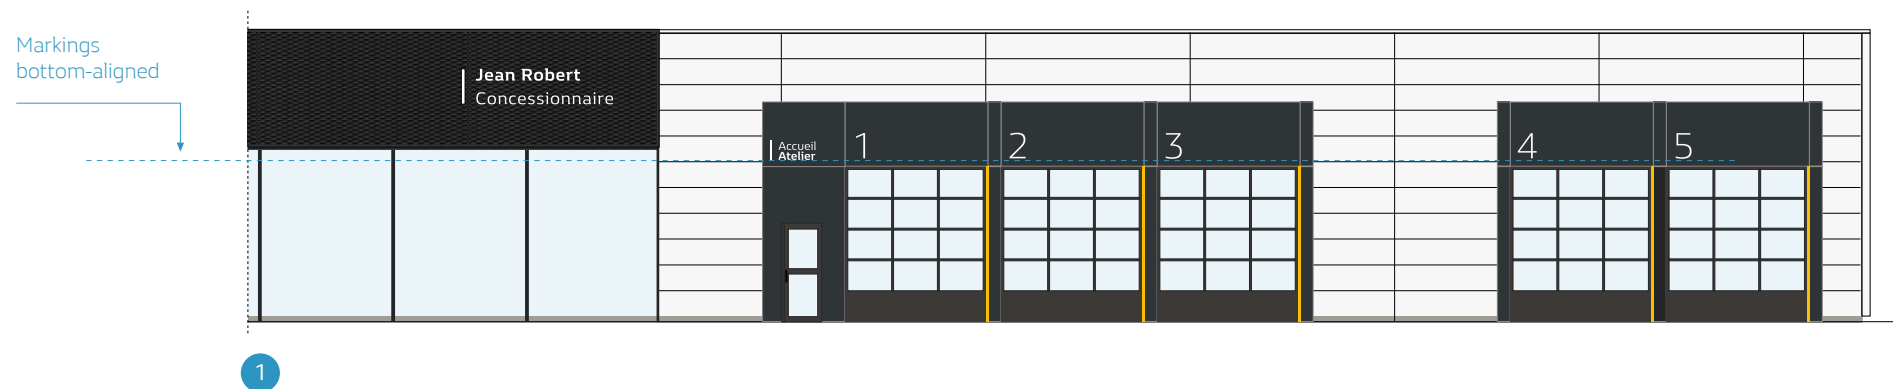 Markings
bottom-aligned
Jean Robert
Concessionnaire
Accueil
Atelier
1
2
3
4
5
1